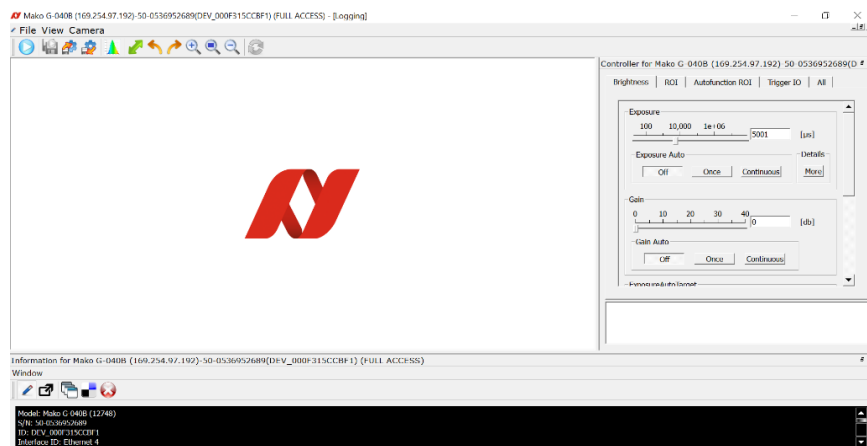 Mako G-040B (169.254.97.192)-50-0536952689(DEV_000F315CCBF1) (FULL ACCESS) - [Logging]
File View Camera
Controller for Mako G-040B (169.254.97.192)-50-0536952689(D
Brightness ROI Autofunction ROI Trigger IO All
Exposure
100 10,000 1e+06
5001 [µs]
Exposure Auto Details
Off Once Continuous More
Gain
0 10 20 30 40
0 [db]
Gain Auto
Off Once Continuous
ExposureAutoTarget
Information for Mako G-040B (169.254.97.192)-50-0536952689(DEV_000F315CCBF1) (FULL ACCESS)
Window
Model: Mako G 040B (12748)
S/N: 50-0536952689
ID: DEV_000F315CCBF1
Interface ID: Ethernet 4